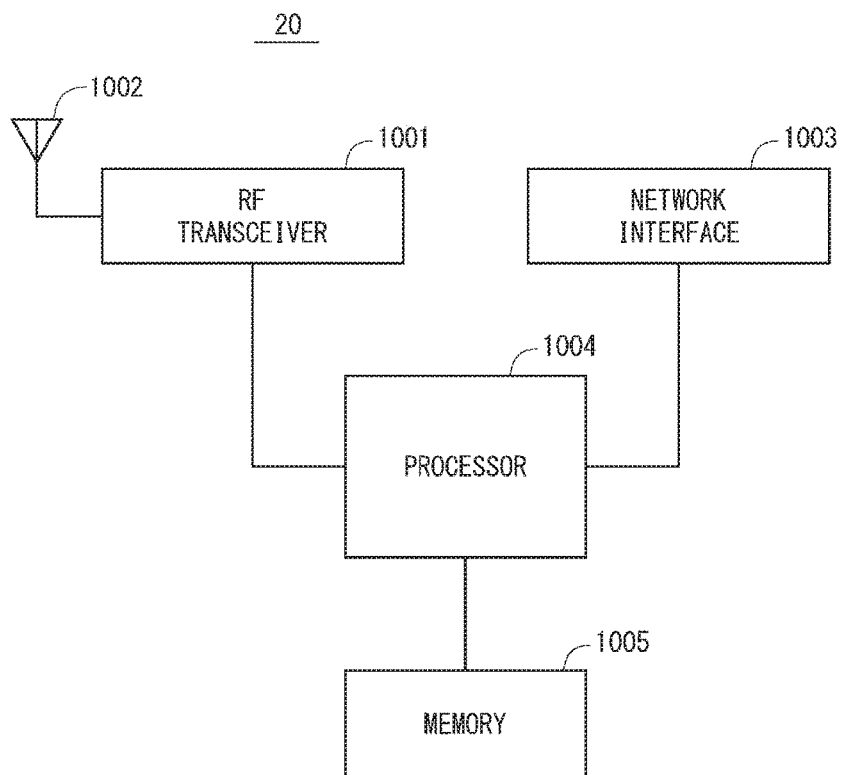 20
1002
1001
1003
RF
TRANSCEIVER
NETWORK
INTERFACE
1004
PROCESSOR
1005
MEMORY